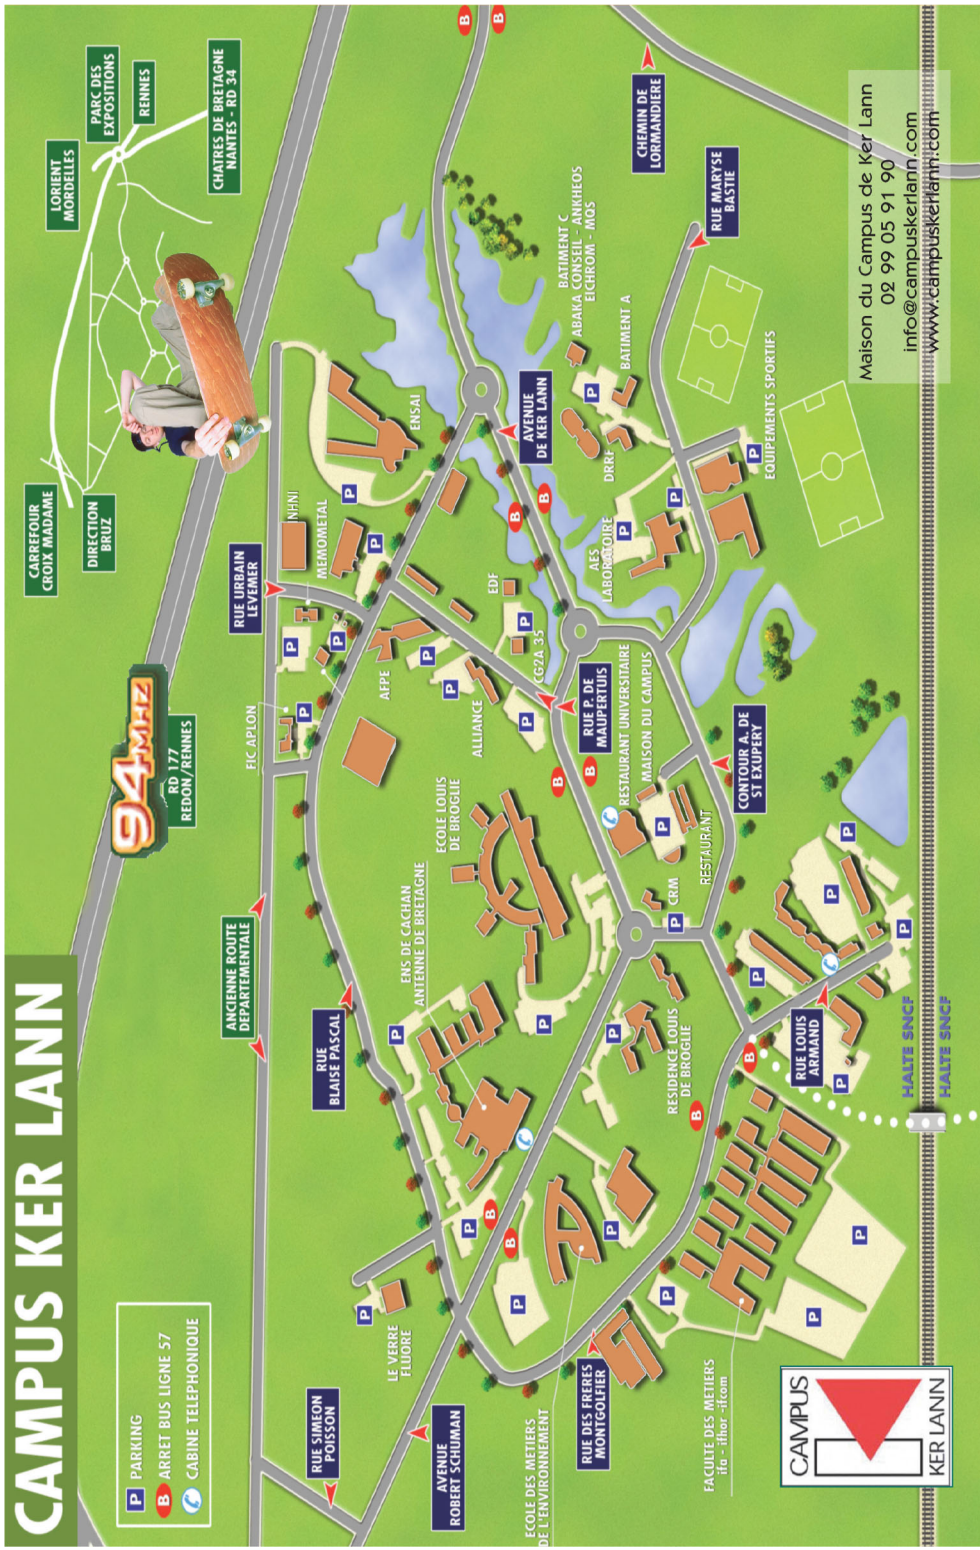 CAMPUS KER LANN
P PARKING
B ARRET BUS LIGNE 57
CABINE TELEPHONIQUE
94MHZ
RD 177
REDON/RENNES
CARREFOUR
CROIX MADAME
DIRECTION
BRUZ
LORIENT
MORDELLES
PARC DES
EXPOSITIONS
RENNES
CHATRES DE BRETAGNE
NANTES - RD 34
ANCIENNE ROUTE
DEPARTEMENTALE
RUE SIMEON
POISSON
AVENUE
ROBERT SCHUMAN
RUE
BLAISE PASCAL
RUE URBAIN
LEVEMER
FIC APLON
NHNI
MEMOMETAL
ENSAI
AFPE
ALLIANCE
EDF
CG2A 35
LE VERRE
FLUORE
ENS DE CACHAN
ANTENNE DE BRETAGNE
ECOLE LOUIS
DE BROGLIE
RUE P. DE
MAUPERTUIS
AVENUE
DE KER LANN
BATIMENT C
ABAKA CONSEIL - ANKHEOS
EICHROM - MOS
BATIMENT A
DRRF
AES
LABORATOIRE
CHEMIN DE
LORMANDIERE
RUE MARYSE
BASTIE
EQUIPEMENTS SPORTIFS
RESTAURANT UNIVERSITAIRE
MAISON DU CAMPUS
RESTAURANT
CRM
CONTOUR A. DE
ST EXUPERY
RESIDENCE LOUIS
DE BROGLIE
RUE LOUIS
ARMAND
ECOLE DES METIERS
DE L'ENVIRONNEMENT
RUE DES FRERES
MONTGOLFIER
FACULTE DES METIERS
ifa - ifhor -ifcom
HALTE SNCF
HALTE SNCF
CAMPUS
KER LANN
Maison du Campus de Ker Lann
02 99 05 91 90
info@campuskerlann.com
www.campuskerlann.com